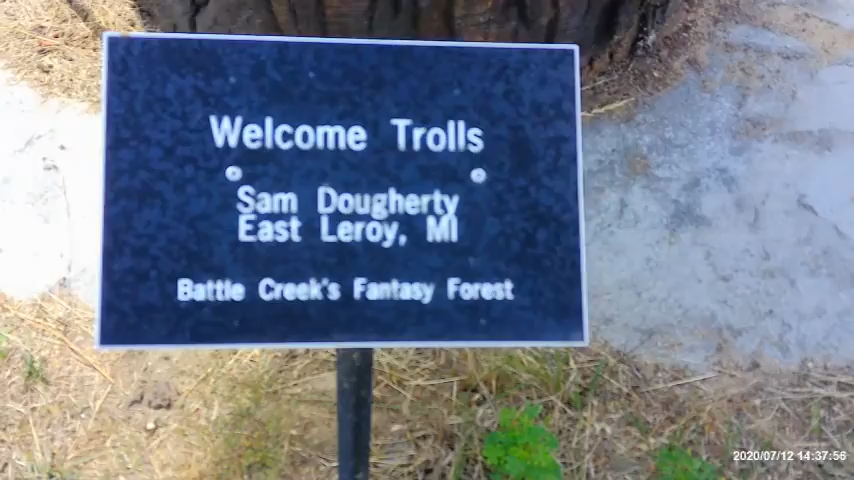 Welcome Trolls
Sam Dougherty
East Leroy, MI
Battle Creek's Fantasy Forest
2020/07/12 14:37:56